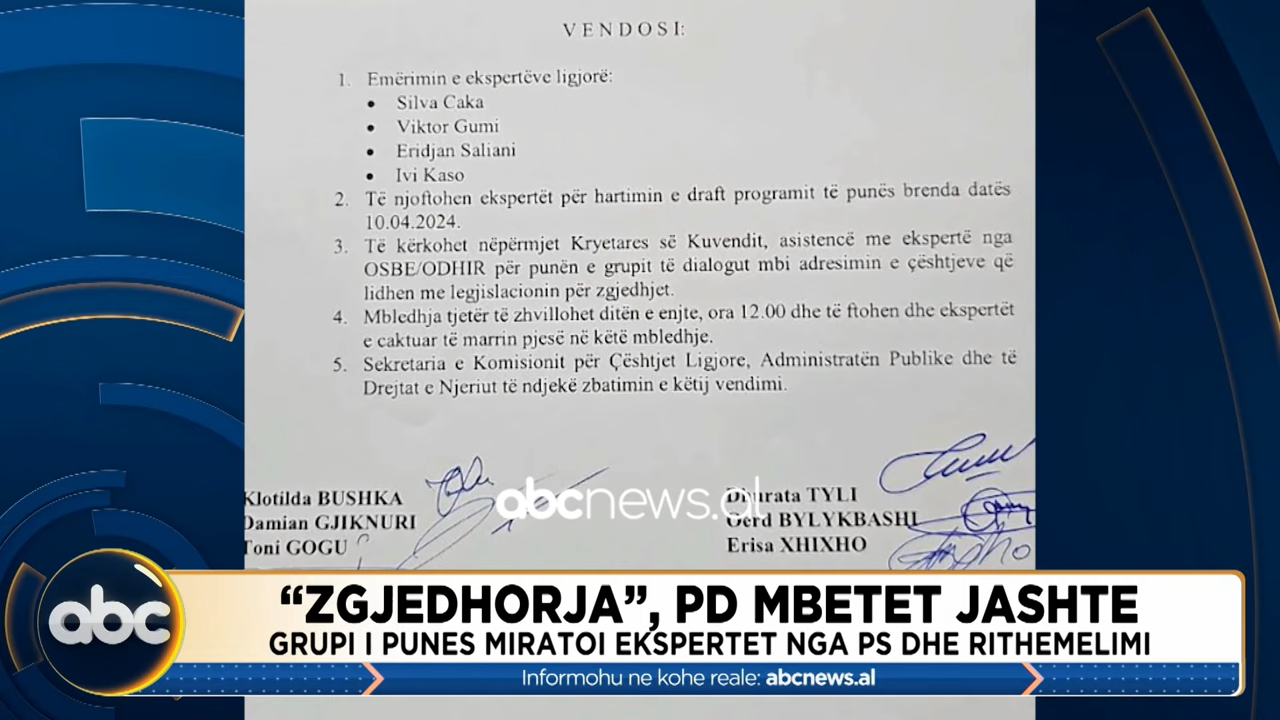 VENDOSI:
1. Emërimin e ekspertëve ligjorë:
• Silva Caka
• Viktor Gumi
• Eridjan Saliani
• Ivi Kaso
2. Të njoftohen ekspertët për hartimin e draft programit të punës brenda datës
10.04.2024.
3. Të kërkohet nëpërmjet Kryetares së Kuvendit, asistencë me ekspertë nga
OSBE/ODHIR për punën e grupit të dialogut mbi adresimin e çështjeve që
lidhen me legjislacionin për zgjedhjet.
4. Mbledhja tjetër të zhvillohet ditën e enjte, ora 12.00 dhe të ftohen dhe ekspertët
e caktuar të marrin pjesë në këtë mbledhje.
5. Sekretaria e Komisionit për Çështjet Ligjore, Administratën Publike dhe të
Drejtat e Njeriut të ndjekë zbatimin e këtij vendimi.
Klotilda BUSHKA
Damian GJIKNURI
Toni GOGU
abcnews.al
Dhurata TYLI
Oerd BYLYKBASHI
Erisa XHIXHO
abc
“ZGJEDHORJA”, PD MBETET JASHTE
GRUPI I PUNES MIRATOI EKSPERTET NGA PS DHE RITHEMELIMI
Informohu ne kohe reale: abcnews.al